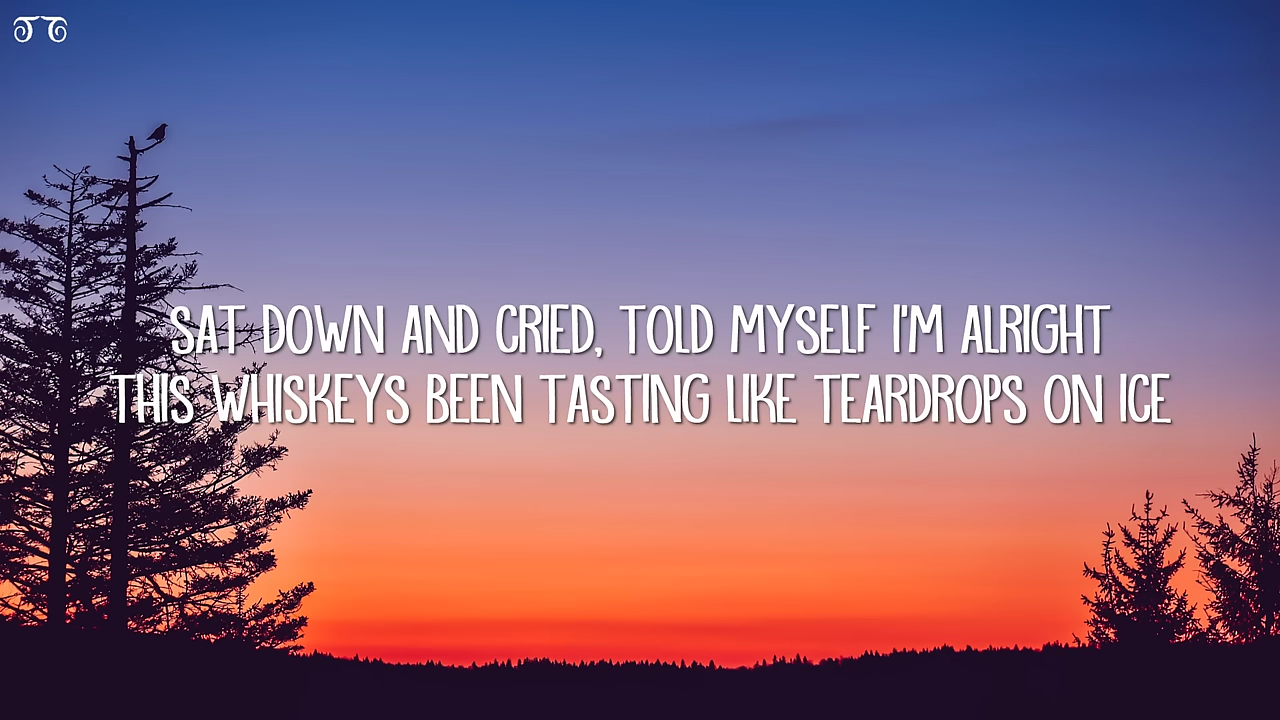 SAT DOWN AND CRIED, TOLD MYSELF I'M ALRIGHT
THIS WHISKEYS BEEN TASTING LIKE TEARDROPS ON ICE